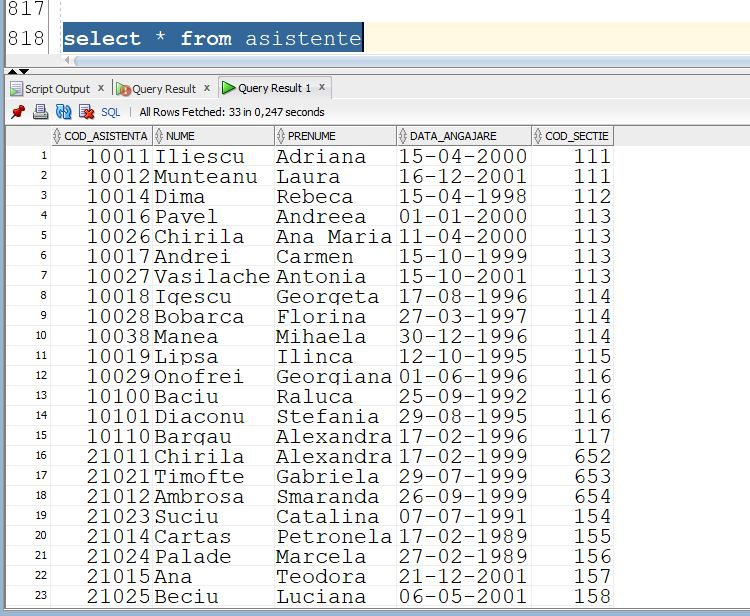 817
818 select * from asistente
Script Output x Query Result x Query Result 1 x
SQL | All Rows Fetched: 33 in 0,247 seconds
COD_ASISTENTA NUME PRENUME DATA_ANGAJARE COD_SECTIE
1 10011 Iliescu Adriana 15-04-2000 111
2 10012 Munteanu Laura 16-12-2001 111
3 10014 Dima Rebeca 15-04-1998 112
4 10016 Pavel Andreea 01-01-2000 113
5 10026 Chirila Ana Maria 11-04-2000 113
6 10017 Andrei Carmen 15-10-1999 113
7 10027 Vasilache Antonia 15-10-2001 113
8 10018 Igescu Georgeta 17-08-1996 114
9 10028 Bobarca Florina 27-03-1997 114
10 10038 Manea Mihaela 30-12-1996 114
11 10019 Lipsa Ilinca 12-10-1995 115
12 10029 Onofrei Georgiana 01-06-1996 116
13 10100 Baciu Raluca 25-09-1992 116
14 10101 Diaconu Stefania 29-08-1995 116
15 10110 Bargau Alexandra 17-02-1996 117
16 21011 Chirila Alexandra 17-02-1999 652
17 21021 Timofte Gabriela 29-07-1999 653
18 21012 Ambrosa Smaranda 26-09-1999 654
19 21023 Suciu Catalina 07-07-1991 154
20 21014 Cartas Petronela 17-02-1989 155
21 21024 Palade Marcela 27-02-1989 156
22 21015 Ana Teodora 21-12-2001 157
23 21025 Beciu Luciana 06-05-2001 158